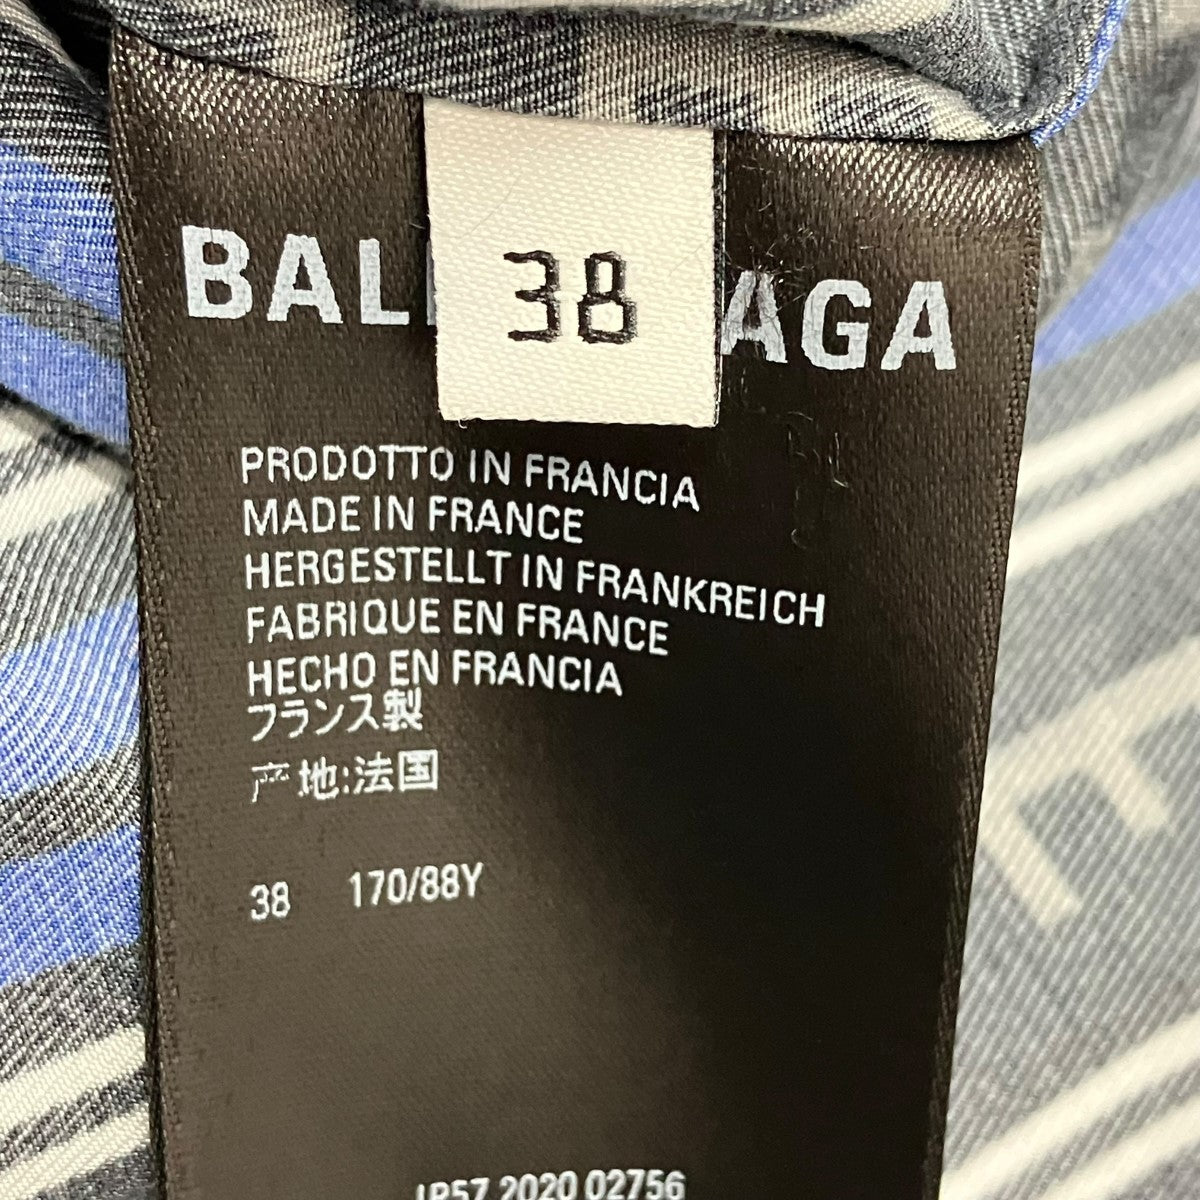 38
BAL AGA
PRODOTTO IN FRANCIA
MADE IN FRANCE
HERGESTELLT IN FRANKREICH
FABRIQUE EN FRANCE
HECHO EN FRANCIA
フランス製
产地:法国
38 170/88Y
2020 02756